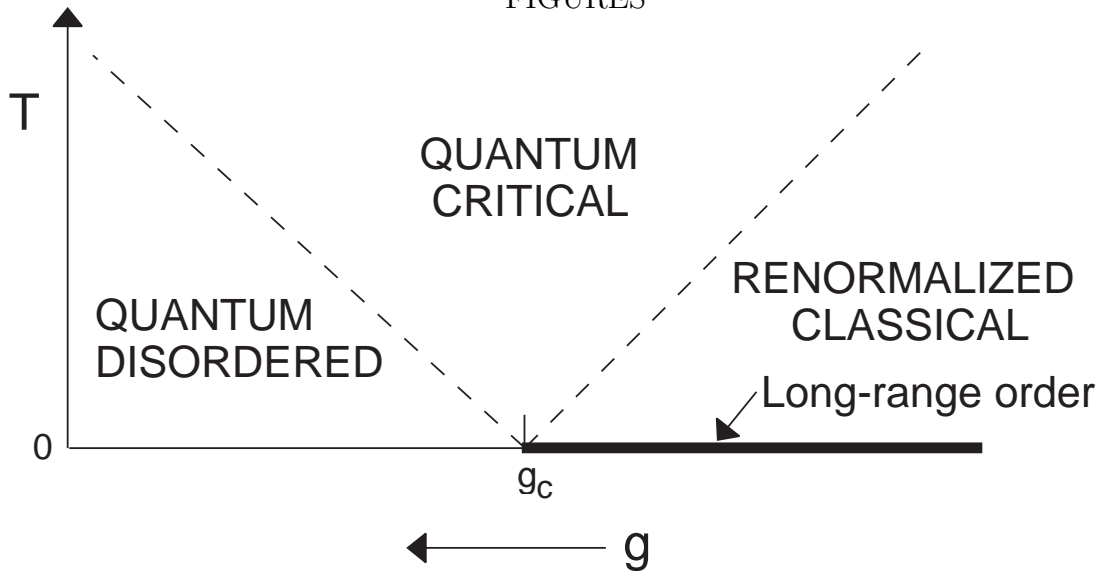 FIGURES
T
QUANTUM
CRITICAL
RENORMALIZED
CLASSICAL
QUANTUM
DISORDERED
Long-range order
0
gc
g